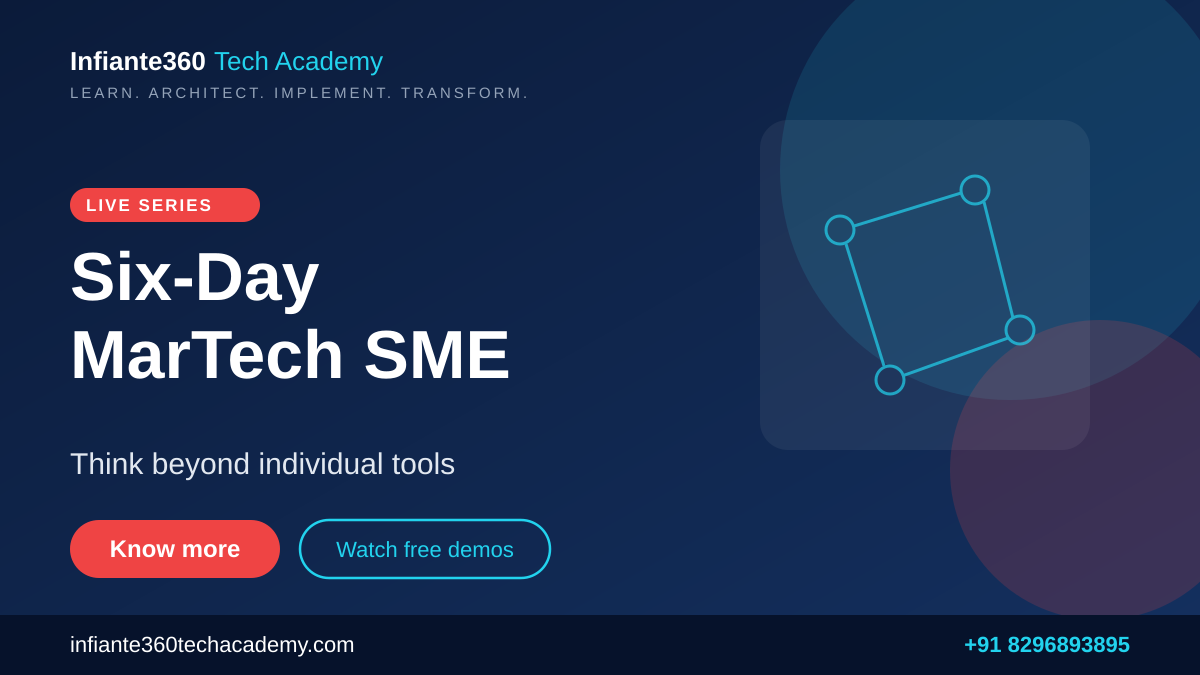 Infiante360 Tech Academy
LEARN. ARCHITECT. IMPLEMENT. TRANSFORM.
LIVE SERIES
Six-Day
MarTech SME
Think beyond individual tools
Know more
Watch free demos
infiante360techacademy.com
+91 8296893895